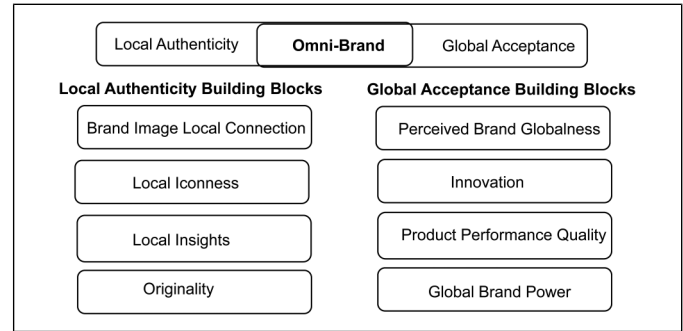 Local Authenticity
Omni-Brand
Global Acceptance
Local Authenticity Building Blocks
Global Acceptance Building Blocks
Brand Image Local Connection
Perceived Brand Globalness
Local Iconness
Innovation
Local Insights
Product Performance Quality
Originality
Global Brand Power